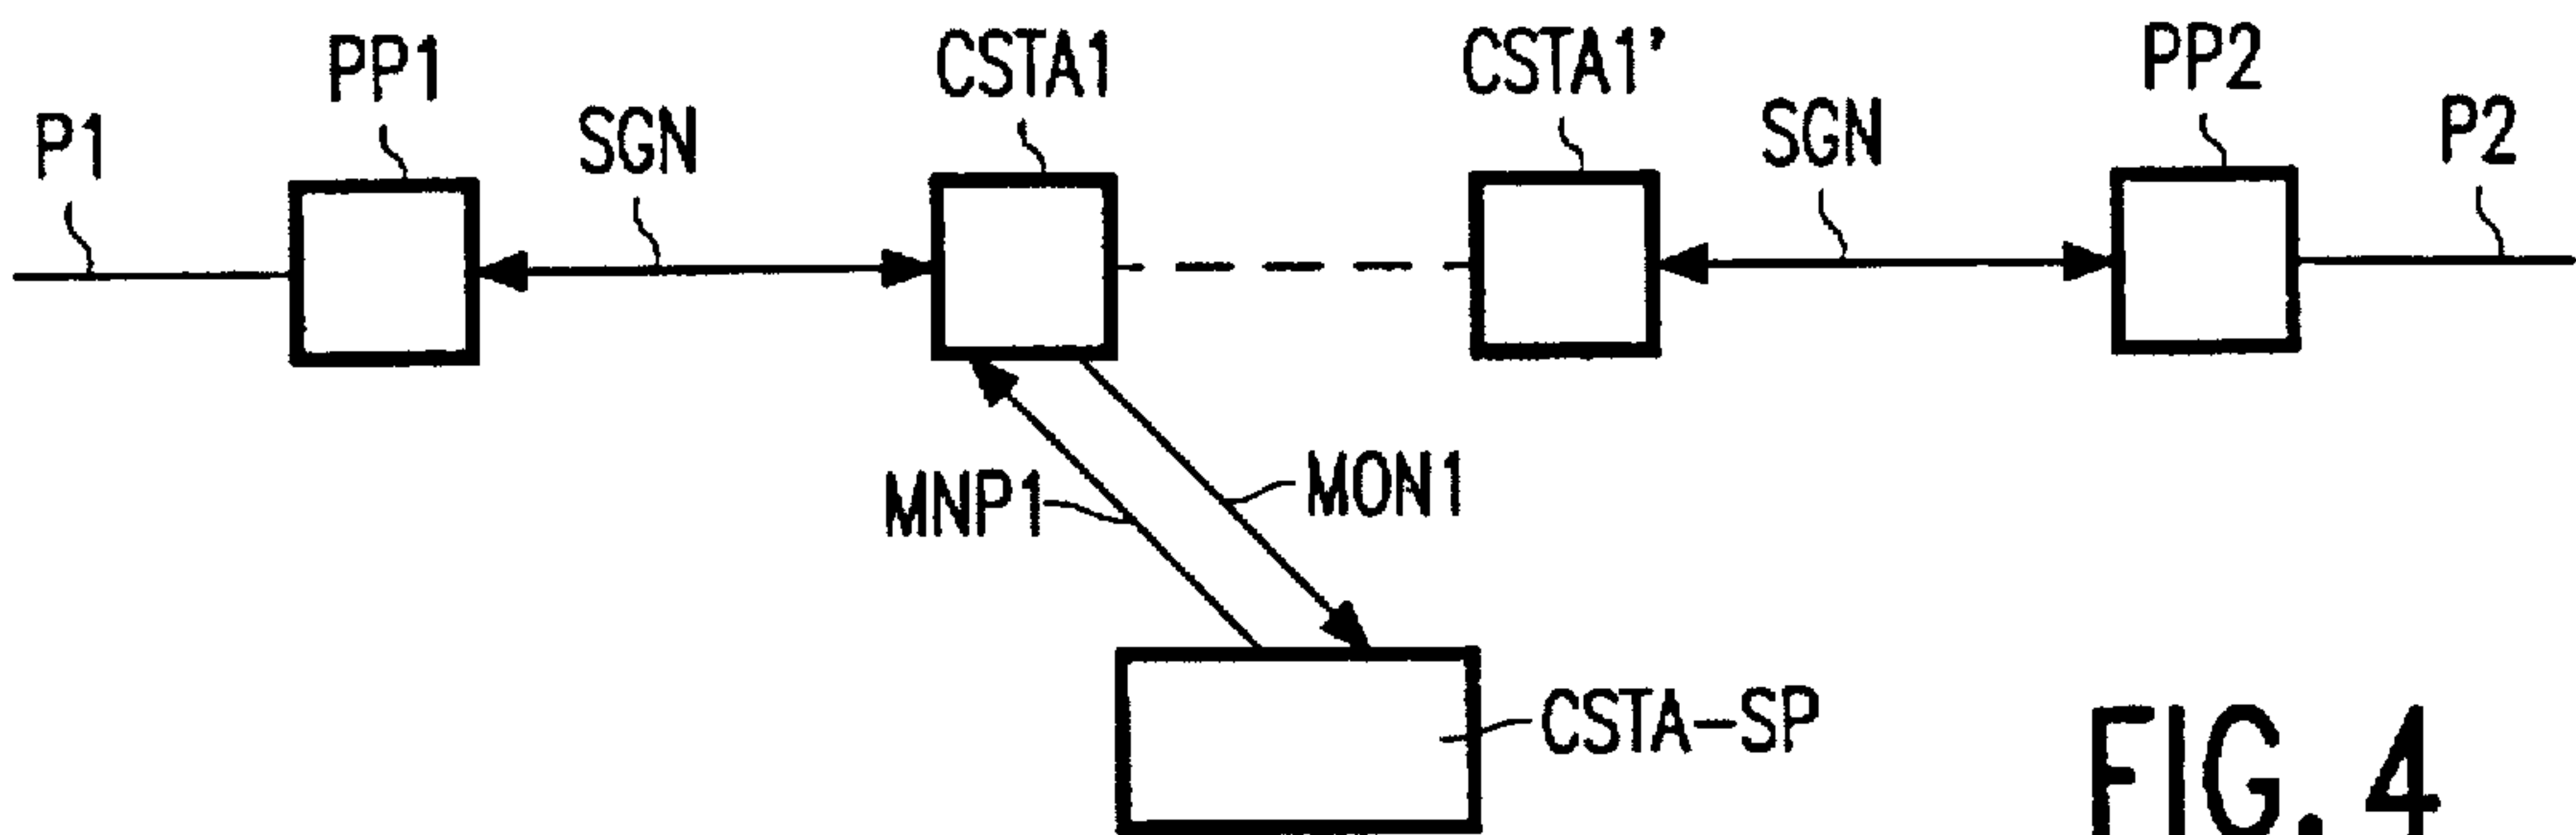 P1
PP1
SGN
CSTA1
CSTA1'
SGN
PP2
P2
MNP1
MON1
CSTA-SP
FIG. 4